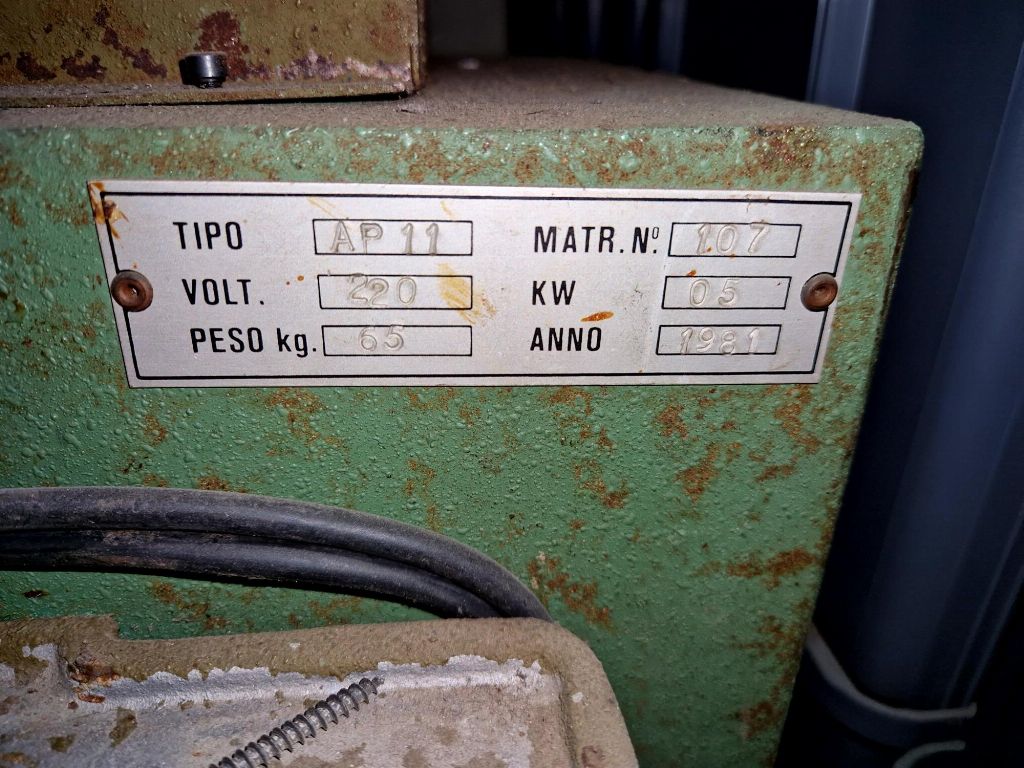 TIPO AP 11 MATR. Nº 107
VOLT. 220 KW 05
PESO kg. 65 ANNO 1981